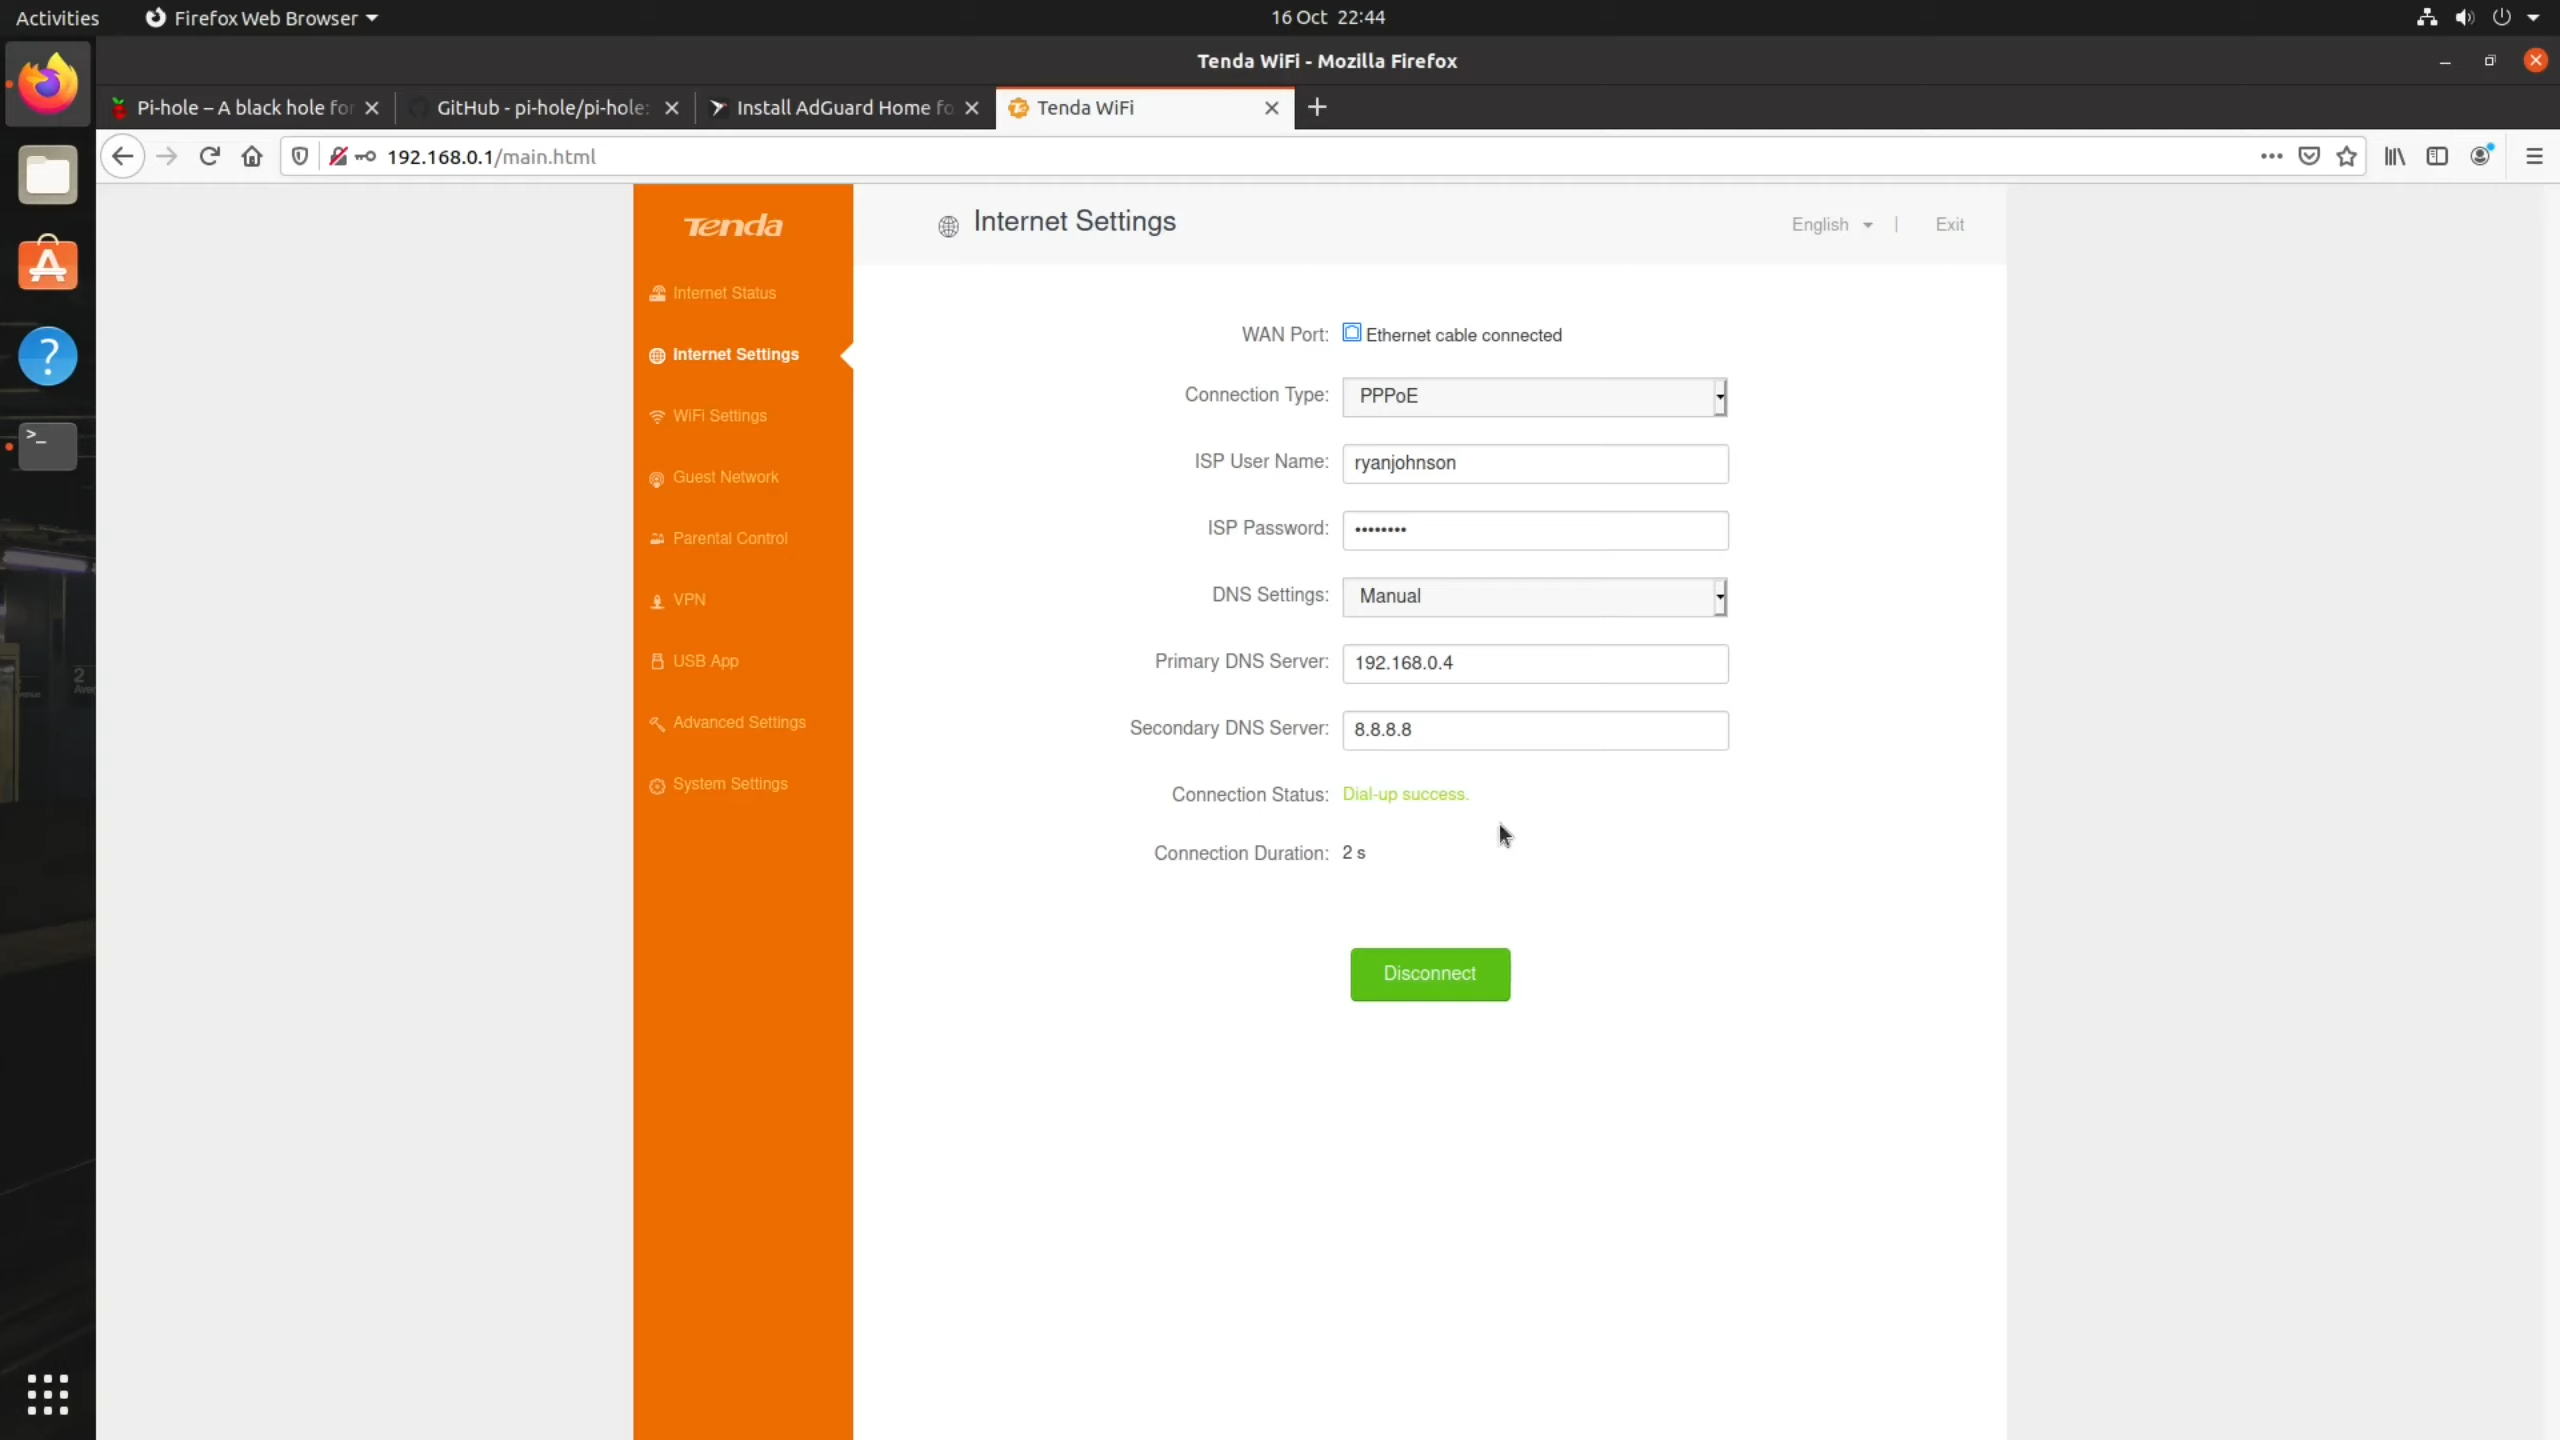 Activities
Firefox Web Browser
16 Oct 22:44
Tenda WiFi - Mozilla Firefox
Pi-hole – A black hole for
GitHub - pi-hole/pi-hole:
Install AdGuard Home fo
Tenda WiFi
192.168.0.1/main.html
Tenda
Internet Status
Internet Settings
WiFi Settings
Guest Network
Parental Control
VPN
USB App
Advanced Settings
System Settings
Internet Settings
English | Exit
WAN Port: Ethernet cable connected
Connection Type: PPPoE
ISP User Name: ryanjohnson
ISP Password: ••••••••
DNS Settings: Manual
Primary DNS Server: 192.168.0.4
Secondary DNS Server: 8.8.8.8
Connection Status: Dial-up success.
Connection Duration: 2 s
Disconnect